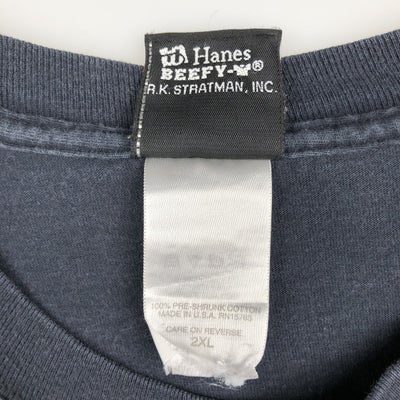 Hanes
BEEFY-T®
R.K. STRATMAN, INC.
100% PRE-SHRUNK COTTON
MADE IN U.S.A. RN15763
CARE ON REVERSE
2XL